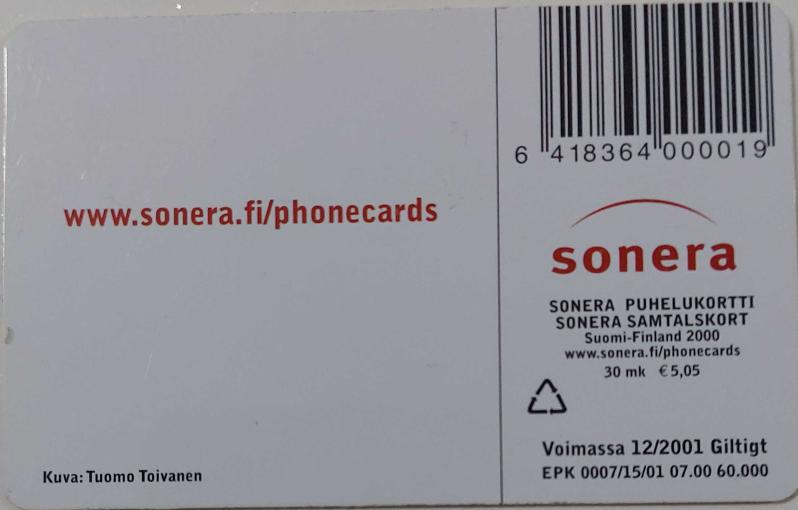 www.sonera.fi/phonecards
Kuva: Tuomo Toivanen
6 418364 000019
sonera
SONERA PUHELUKORTTI
SONERA SAMTALSKORT
Suomi-Finland 2000
www.sonera.fi/phonecards
30 mk €5,05
Voimassa 12/2001 Giltigt
EPK 0007/15/01 07.00 60.000